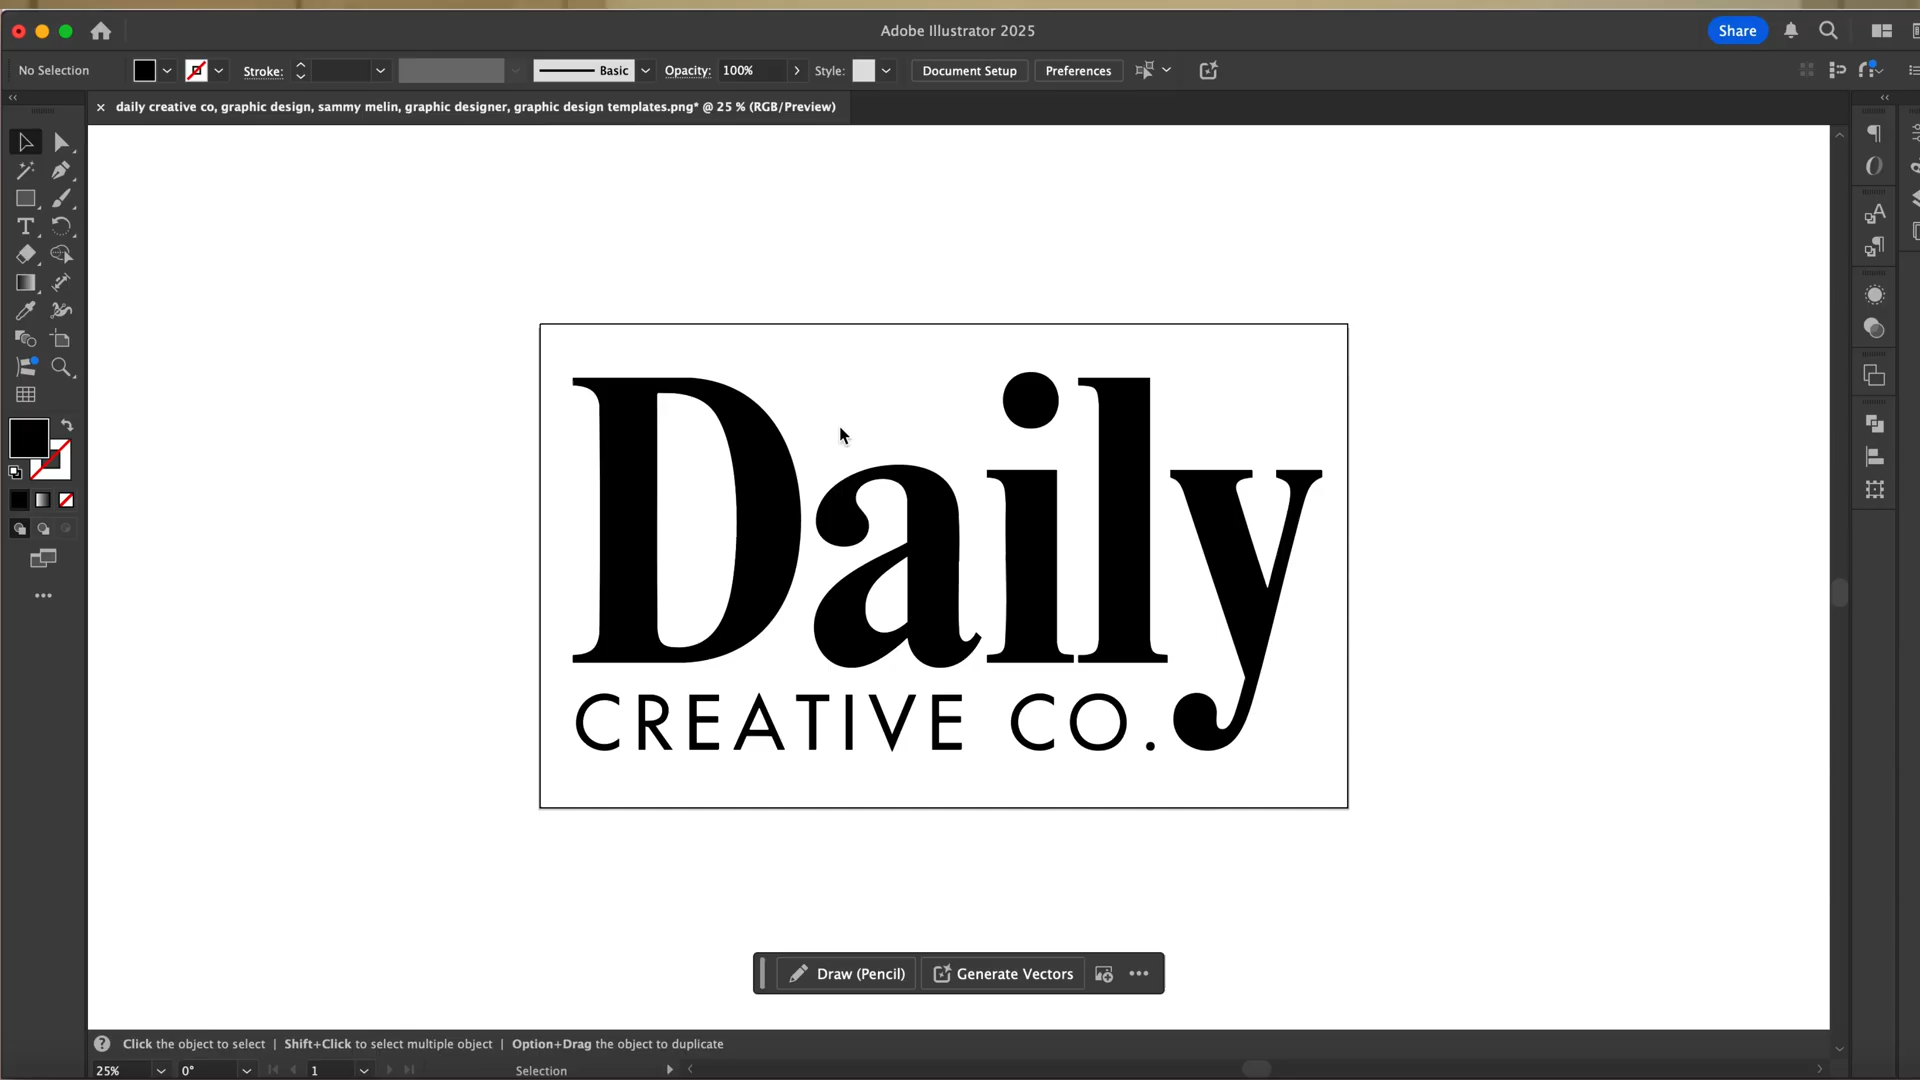 Adobe Illustrator 2025
Share
No Selection
Stroke:
Basic
Opacity: 100%
Style:
Document Setup
Preferences
daily creative co, graphic design, sammy melin, graphic designer, graphic design templates.png* @ 25 % (RGB/Preview)
Daily
CREATIVE CO.
Draw (Pencil)
Generate Vectors
Click the object to select | Shift+Click to select multiple object | Option+Drag the object to duplicate
25%
0°
1
Selection